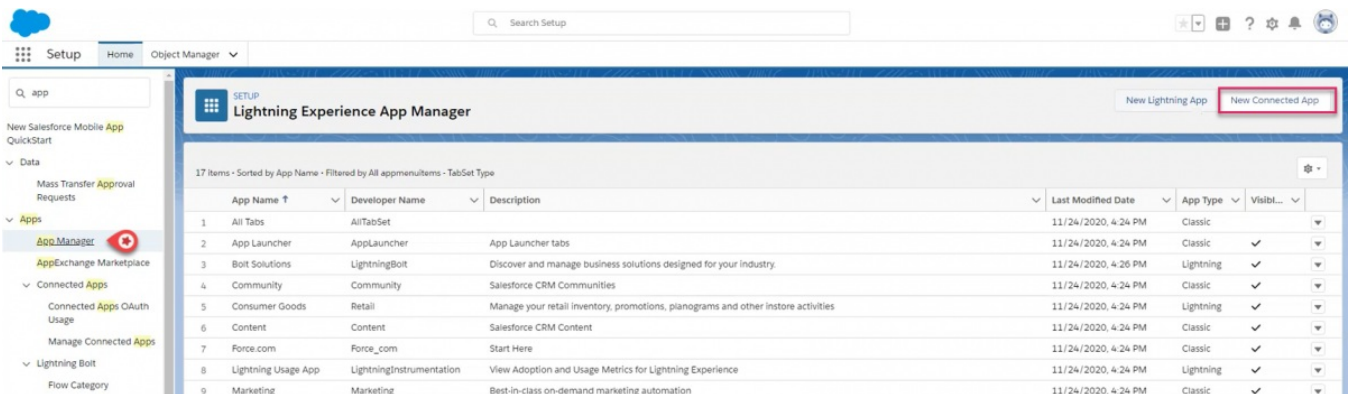 Search Setup
Setup Home Object Manager
app
New Salesforce Mobile App
QuickStart
Data
Mass Transfer Approval
Requests
Apps
App Manager
AppExchange Marketplace
Connected Apps
Connected Apps OAuth
Usage
Manage Connected Apps
Lightning Bolt
Flow Category
SETUP
Lightning Experience App Manager
New Lightning App New Connected App
17 items • Sorted by App Name • Filtered by All appmenuitems - TabSet Type
App Name Developer Name Description Last Modified Date App Type Visibl...
1 All Tabs AllTabSet 11/24/2020, 4:24 PM Classic
2 App Launcher AppLauncher App Launcher tabs 11/24/2020, 4:24 PM Classic
3 Bolt Solutions LightningBolt Discover and manage business solutions designed for your industry. 11/24/2020, 4:26 PM Lightning
4 Community Community Salesforce CRM Communities 11/24/2020, 4:24 PM Classic
5 Consumer Goods Retail Manage your retail inventory, promotions, planograms and other instore activities 11/24/2020, 4:24 PM Lightning
6 Content Content Salesforce CRM Content 11/24/2020, 4:24 PM Classic
7 Force.com Force_com Start Here 11/24/2020, 4:24 PM Classic
8 Lightning Usage App LightningInstrumentation View Adoption and Usage Metrics for Lightning Experience 11/24/2020, 4:24 PM Lightning
9 Marketing Marketing Best-in-class on-demand marketing automation 11/24/2020, 4:24 PM Classic